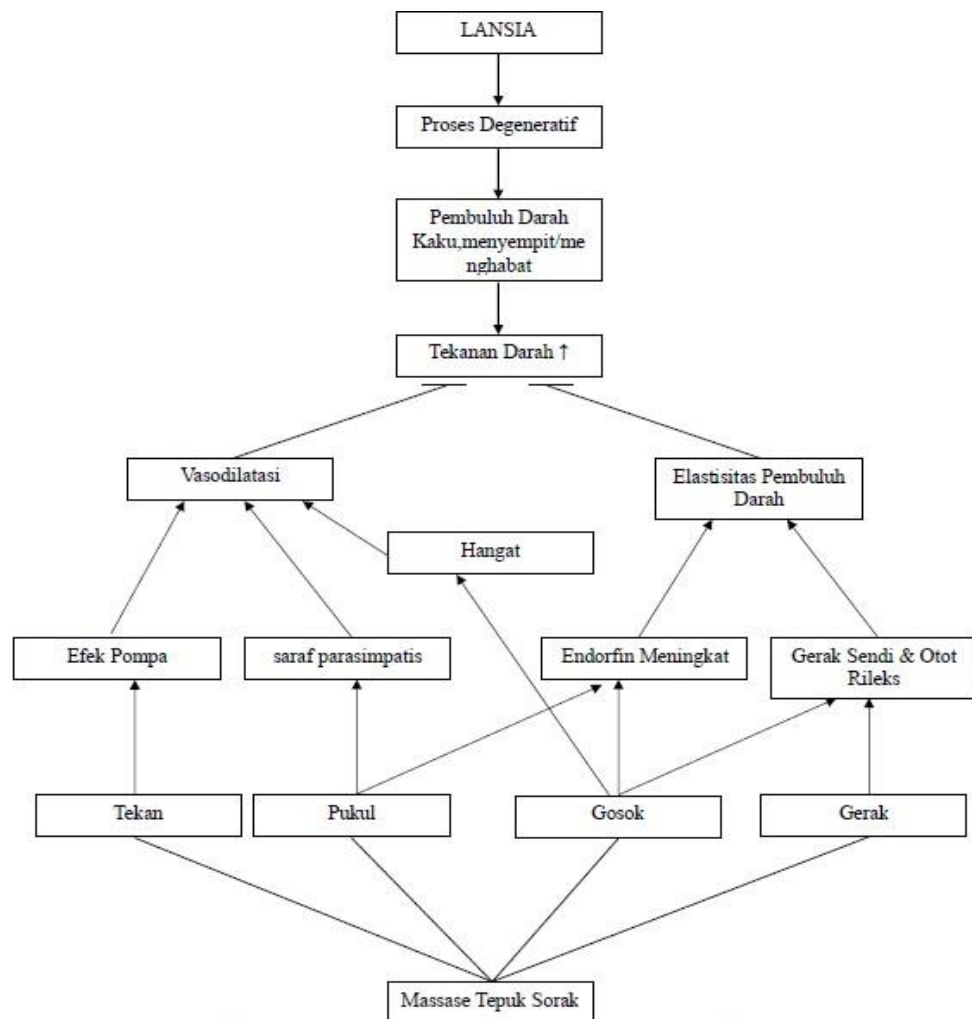 LANSIA
Proses Degeneratif
Pembuluh Darah
Kaku,menyempit/me
nghabat
Tekanan Darah ↑
Vasodilatasi
Elastisitas Pembuluh
Darah
Hangat
Efek Pompa
saraf parasimpatis
Endorfin Meningkat
Gerak Sendi & Otot
Rileks
Tekan
Pukul
Gosok
Gerak
Massase Tepuk Sorak